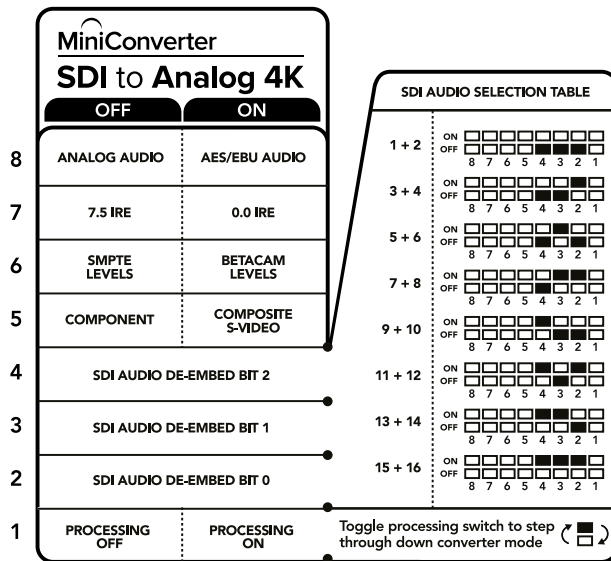 MiniConverter
SDI to Analog 4K
OFF ON
8 ANALOG AUDIO AES/EBU AUDIO
7 7.5 IRE 0.0 IRE
6 SMPTE LEVELS BETACAM LEVELS
5 COMPONENT COMPOSITE S-VIDEO
4 SDI AUDIO DE-EMBED BIT 2
3 SDI AUDIO DE-EMBED BIT 1
2 SDI AUDIO DE-EMBED BIT 0
1 PROCESSING OFF PROCESSING ON
SDI AUDIO SELECTION TABLE
1 + 2 ON
OFF
8 7 6 5 4 3 2 1
3 + 4 ON
OFF
8 7 6 5 4 3 2 1
5 + 6 ON
OFF
8 7 6 5 4 3 2 1
7 + 8 ON
OFF
8 7 6 5 4 3 2 1
9 + 10 ON
OFF
8 7 6 5 4 3 2 1
11 + 12 ON
OFF
8 7 6 5 4 3 2 1
13 + 14 ON
OFF
8 7 6 5 4 3 2 1
15 + 16 ON
OFF
8 7 6 5 4 3 2 1
Toggle processing switch to step
through down converter mode